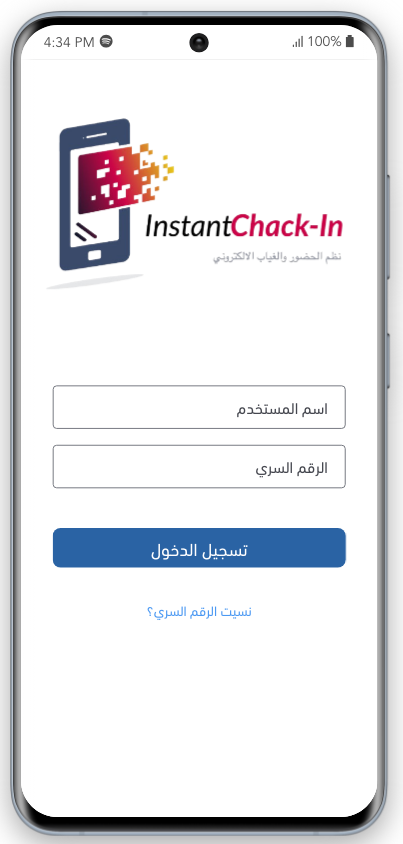 4:34 PM
100%
InstantChack-In
نظم الحضور والغياب الالكتروني
اسم المستخدم
الرقم السري
تسجيل الدخول
نسيت الرقم السري؟